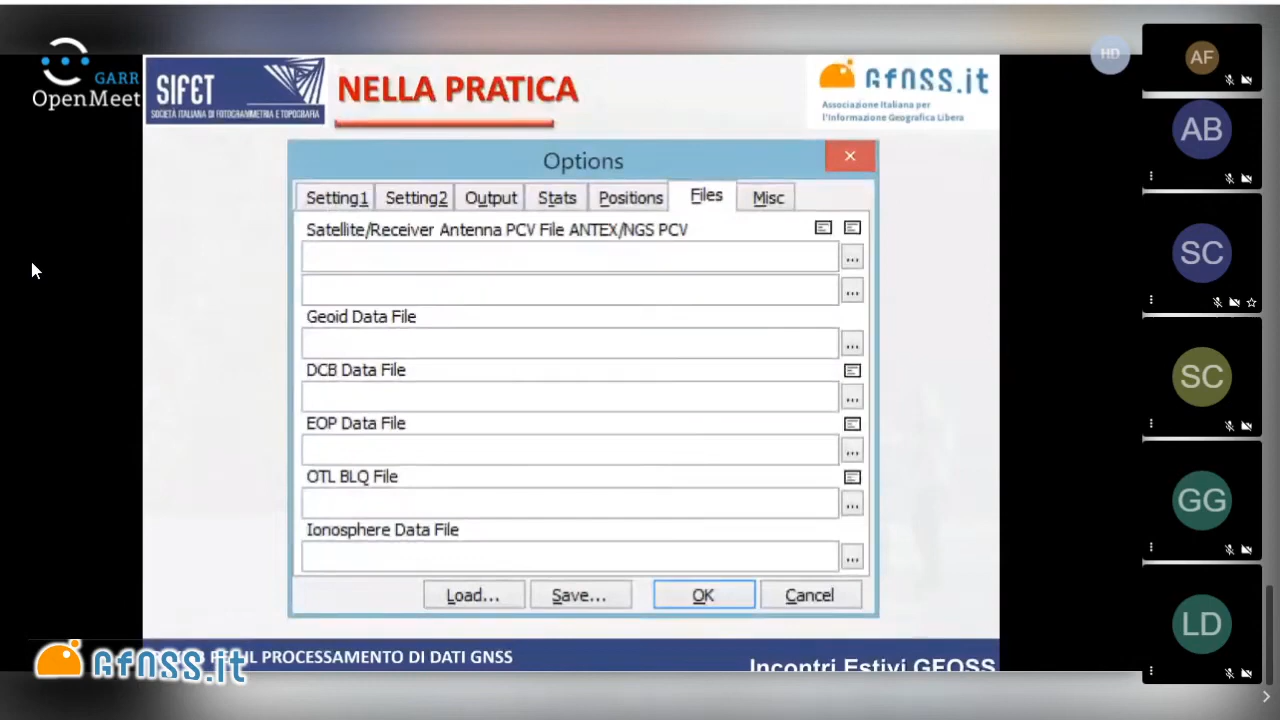 GARR
OpenMeet
SIFET
SOCIETÀ ITALIANA DI FOTOGRAMMETRIA E TOPOGRAFIA
NELLA PRATICA
GFOSS.it
Associazione Italiana per
l'Informazione Geografica Libera
HD
AF
AB
SC
SC
GG
LD
Options
Setting1 Setting2 Output Stats Positions Files Misc
Satellite/Receiver Antenna PCV File ANTEX/NGS PCV
...
...
Geoid Data File
...
DCB Data File
...
EOP Data File
...
OTL BLQ File
...
Ionosphere Data File
...
Load... Save... OK Cancel
IL PROCESSAMENTO DI DATI GNSS
Incontri Estivi GFOSS
GFOSS.it